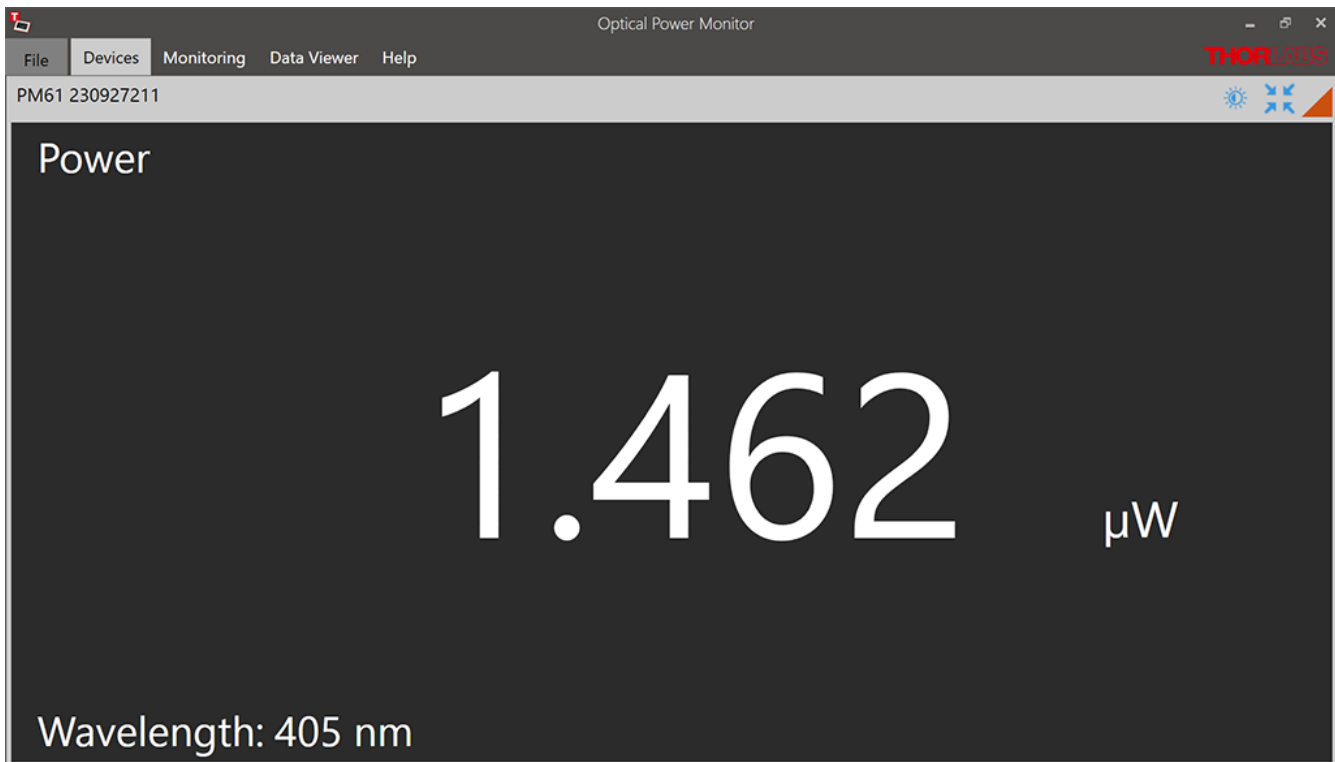 Optical Power Monitor
File Devices Monitoring Data Viewer Help
THORLABS
PM61 230927211
Power
1.462 µW
Wavelength: 405 nm